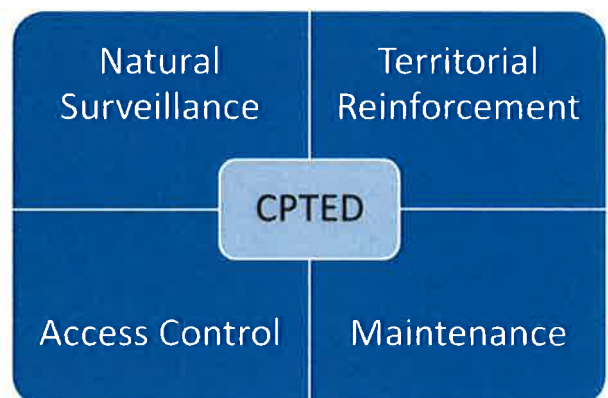 Natural
Surveillance
Territorial
Reinforcement
CPTED
Access Control
Maintenance